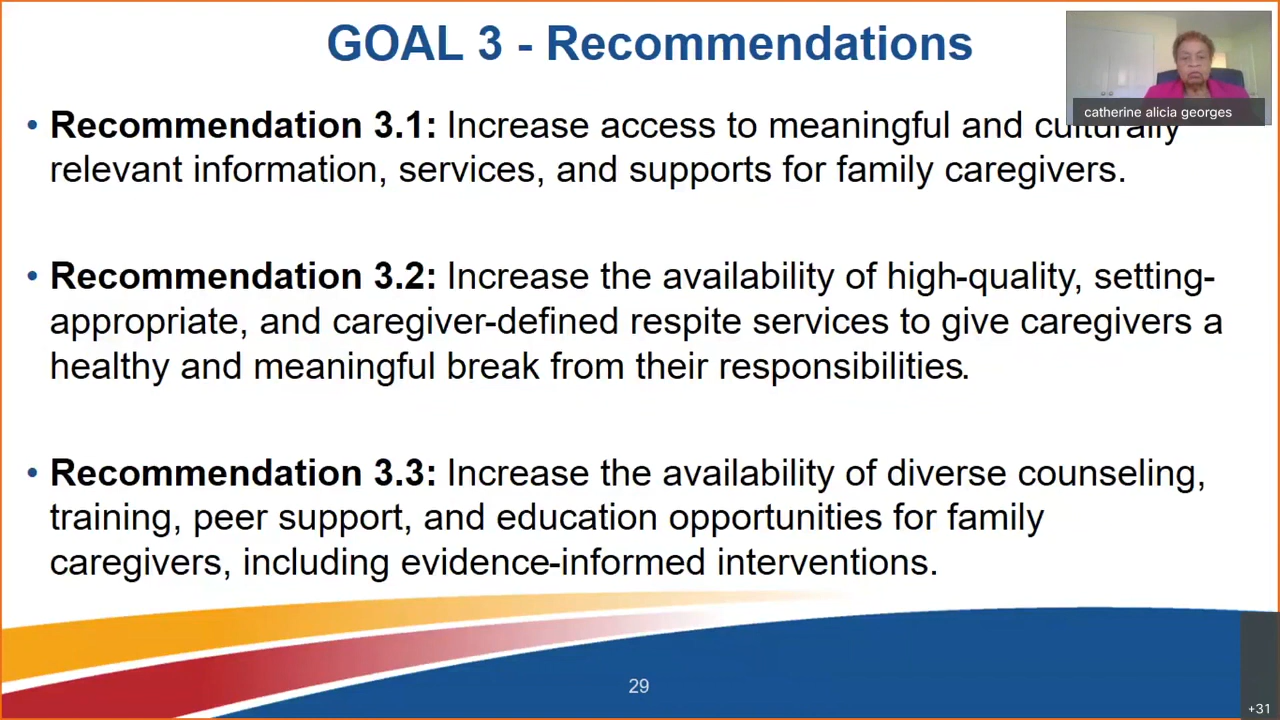 GOAL 3 - Recommendations
catherine alicia georges
• Recommendation 3.1: Increase access to meaningful and culturally
relevant information, services, and supports for family caregivers.
• Recommendation 3.2: Increase the availability of high-quality, setting-
appropriate, and caregiver-defined respite services to give caregivers a
healthy and meaningful break from their responsibilities.
• Recommendation 3.3: Increase the availability of diverse counseling,
training, peer support, and education opportunities for family
caregivers, including evidence-informed interventions.
29
+31